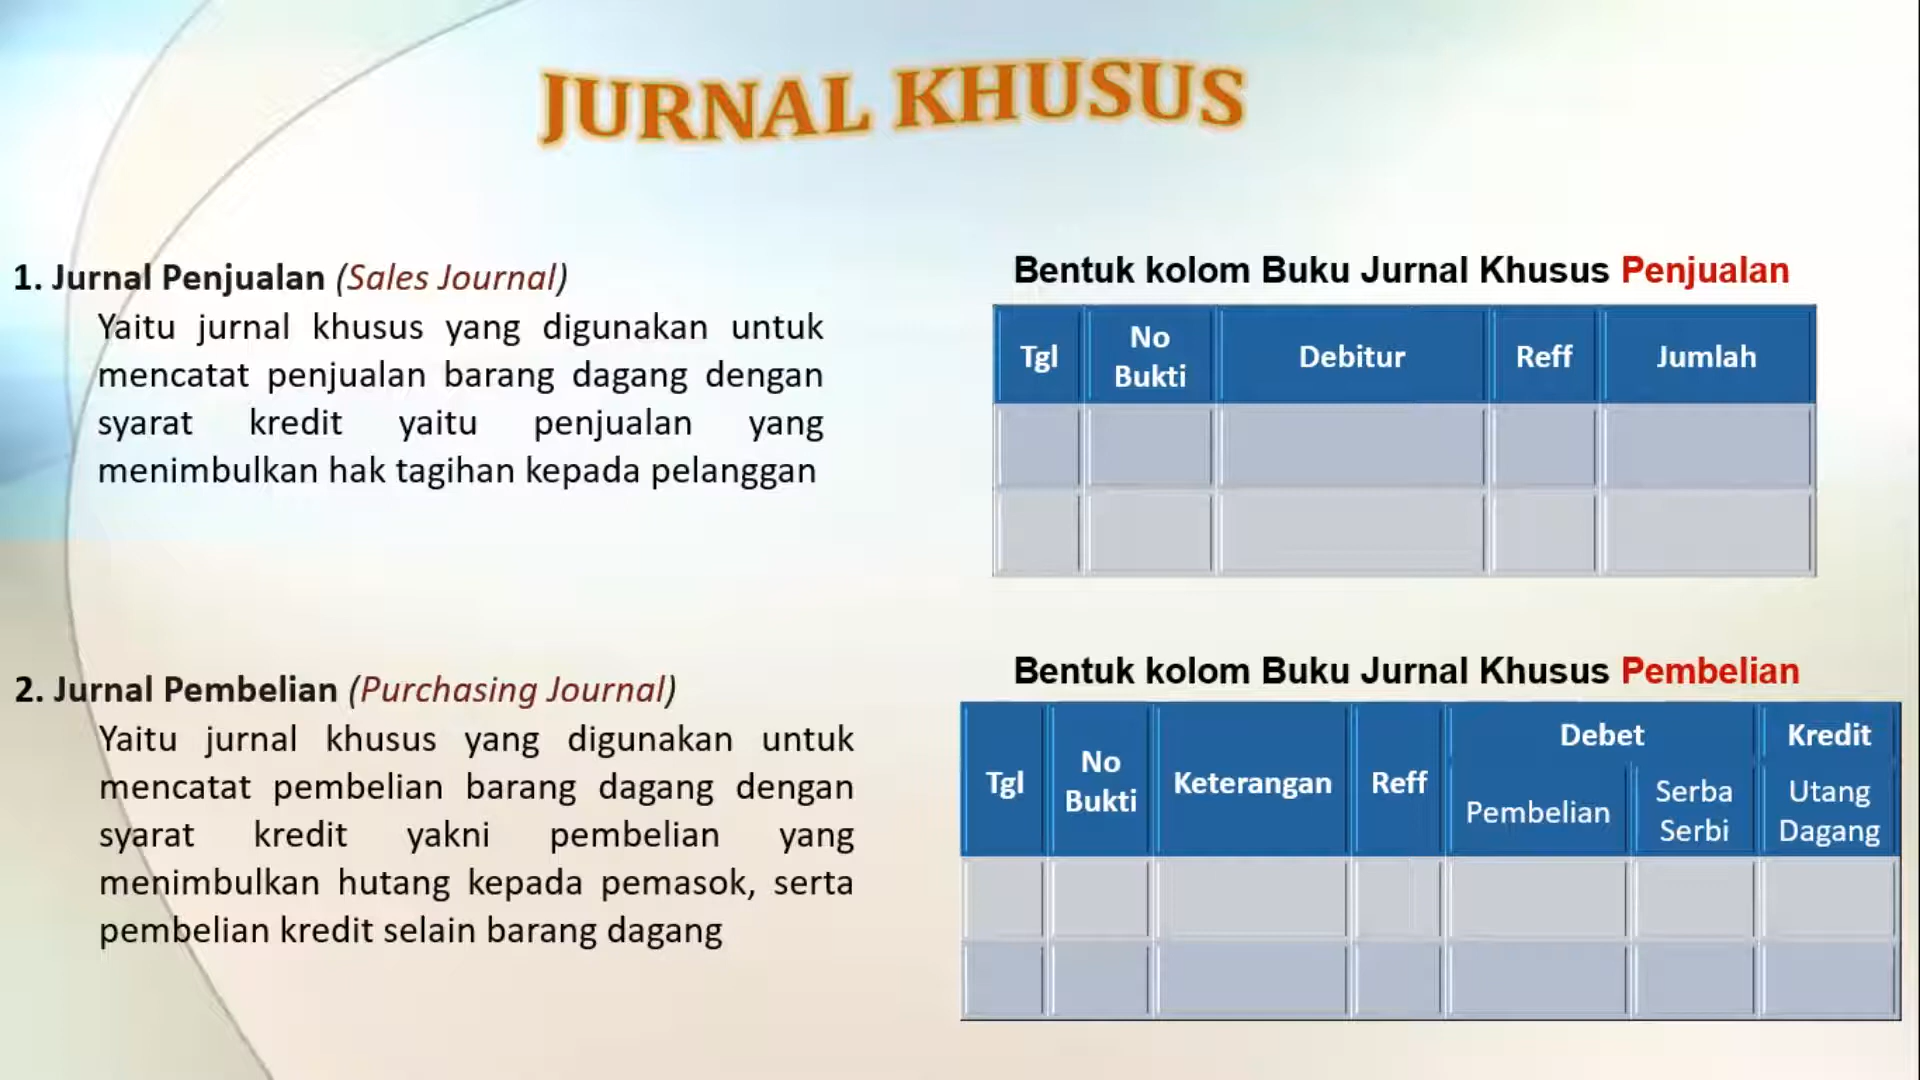 JURNAL KHUSUS
1. Jurnal Penjualan (Sales Journal)
Yaitu jurnal khusus yang digunakan untuk
mencatat penjualan barang dagang dengan
syarat kredit yaitu penjualan yang
menimbulkan hak tagihan kepada pelanggan
Bentuk kolom Buku Jurnal Khusus Penjualan
Tgl
No
Bukti
Debitur
Reff
Jumlah
2. Jurnal Pembelian (Purchasing Journal)
Yaitu jurnal khusus yang digunakan untuk
mencatat pembelian barang dagang dengan
syarat kredit yakni pembelian yang
menimbulkan hutang kepada pemasok, serta
pembelian kredit selain barang dagang
Bentuk kolom Buku Jurnal Khusus Pembelian
Tgl
No
Bukti
Keterangan
Reff
Debet
Pembelian
Serba
Serbi
Kredit
Utang
Dagang